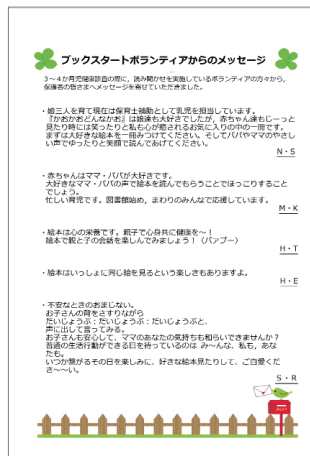 ブックスタートボランティアからのメッセージ
3~4か月児健康診査の際に，読み聞かせを実施しているボランティアの方々から，
保護者の皆さまへメッセージを寄せていただきました。
・娘三人を育て現在は保育士補助として乳児を担当しています。
『かおかおどんなかお』は娘達も大好きでしたが，赤ちゃん達もじーっと
見たり時には笑ったりと私も心が癒されるお気に入りの中の一冊です。
まずは大好きな絵本を一冊みつけてください。そしてパパやママのやさし
い声でゆったりと笑顔で読んであげてください。
N・S
・赤ちゃんはママ・パパが大好きです。
大好きなママ・パパの声で絵本を読んでもらうことでほっこりすること
でしょう。
忙しい育児です。図書館始め，まわりのみんなで応援しています。
M・K
・絵本は心の栄養です。親子で心身共に健康を～！
絵本で親と子の会話を楽しんでみましょう！（バァブー）
H・T
・絵本はいっしょに同じ絵を見るという楽しさもありますよ。
H・E
・不安なときのおまじない。
お子さんの背をさすりながら
だいじょうぶ：だいじょうぶ：だいじょうぶと、
声に出して言ってみる。
お子さんも安心して、ママのあなたの気持ちも和らいできませんか？
普通の生活行動ができる日を待っているのは み～んな、私も，あな
たも。
いつか繋がるその日を楽しみに、好きな絵本見たりして、ご自愛くだ
さ～～い。
S・R